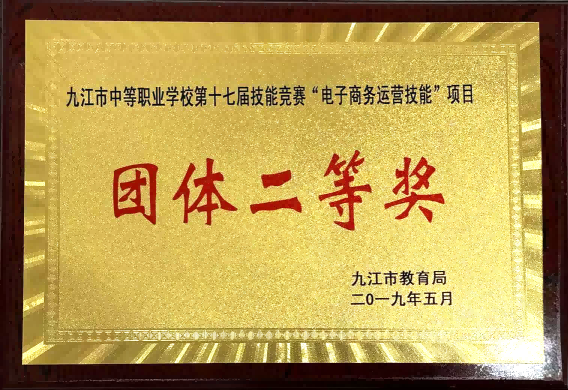 九江市中等职业学校第十七届技能竞赛“电子商务运营技能”项目
团体二等奖
九江市教育局
二0一九年五月